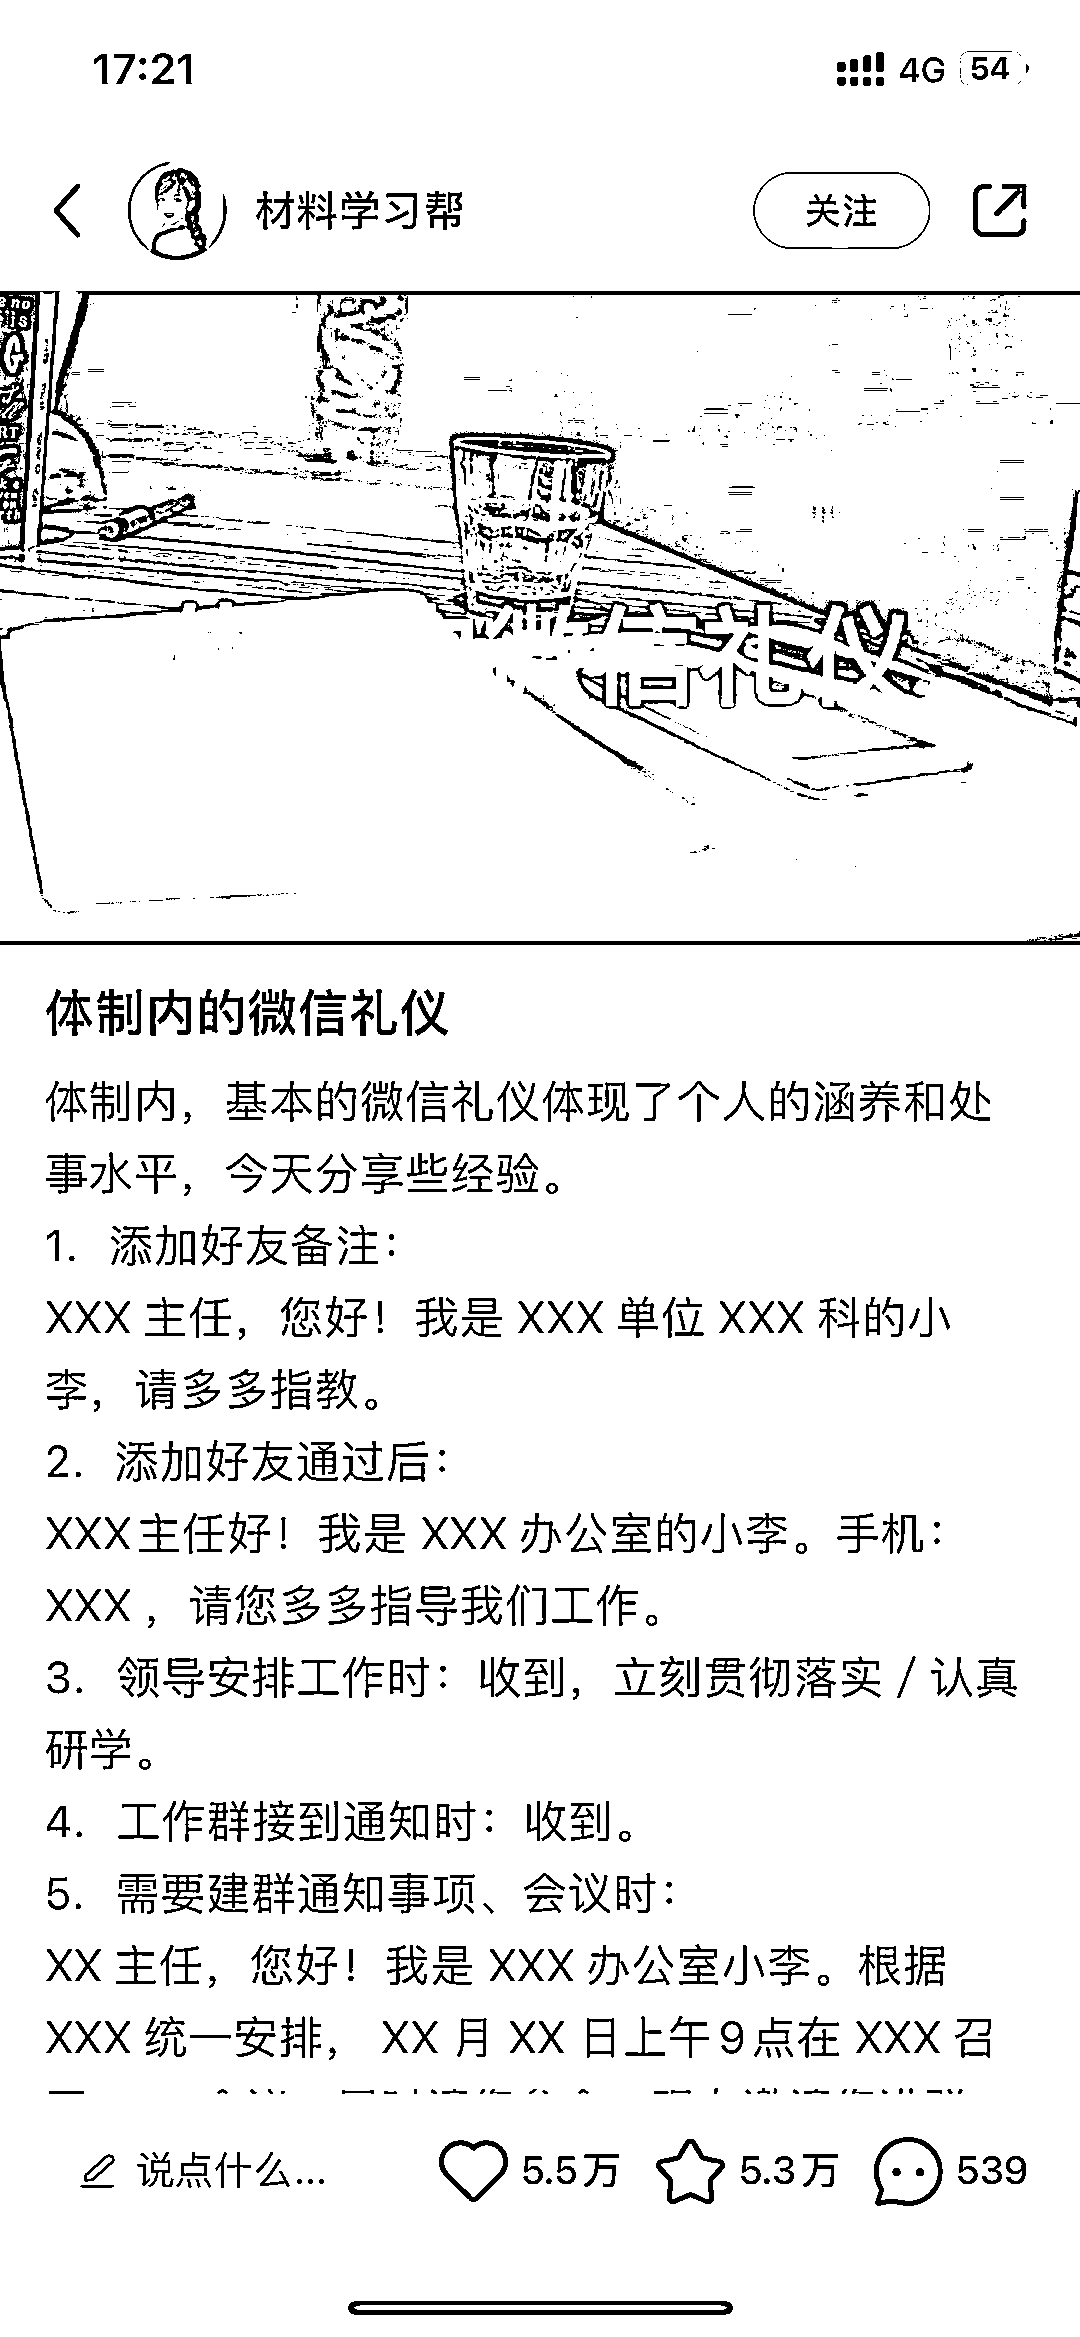 17:21
4G 54
材料学习帮
关注
微信礼仪
体制内的微信礼仪
体制内，基本的微信礼仪体现了个人的涵养和处
事水平，今天分享些经验。
1. 添加好友备注：
XXX 主任，您好！我是 XXX 单位 XXX 科的小
李，请多多指教。
2. 添加好友通过后：
XXX主任好！我是 XXX 办公室的小李。手机：
XXX ，请您多多指导我们工作。
3. 领导安排工作时：收到，立刻贯彻落实 / 认真
研学。
4. 工作群接到通知时：收到。
5. 需要建群通知事项、会议时：
XX 主任，您好！我是 XXX 办公室小李。根据
XXX 统一安排， XX 月 XX 日上午9点在 XXX 召
说点什么...
5.5万
5.3万
539